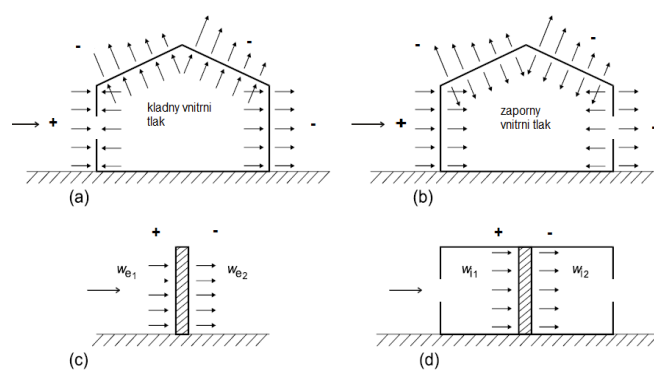 - -
- -
kladny vnitrni
tlak
zaporny
vnitrni tlak
+ -
+ -
(a) (b)
+ - + -
we1 we2 wi1 wi2
(c) (d)